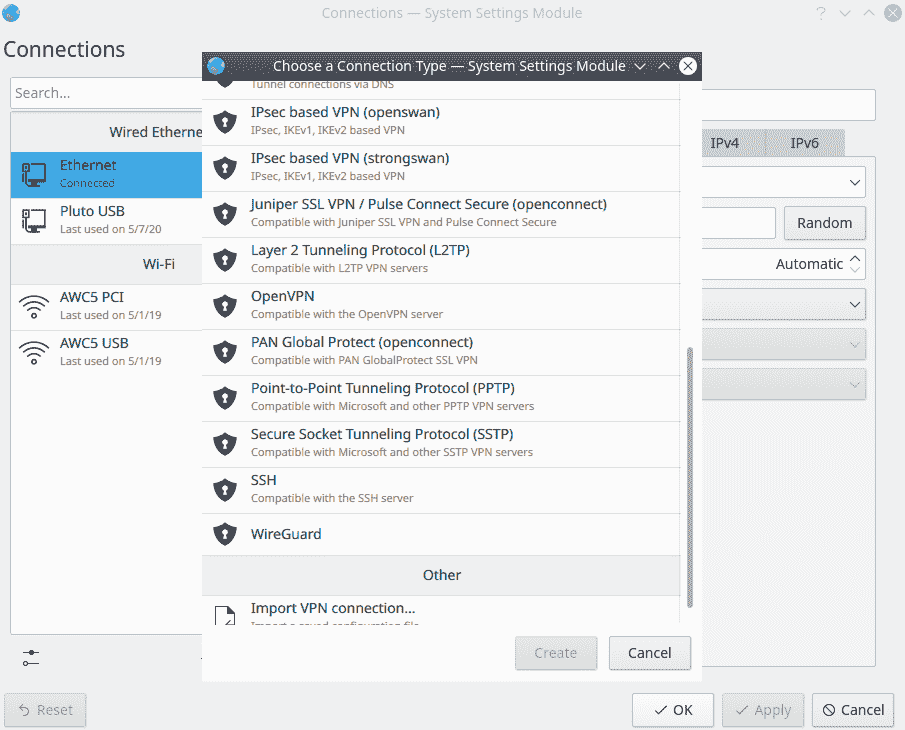 Connections — System Settings Module
Connections
Search...
Wired Etherne
Ethernet
Connected
Pluto USB
Last used on 5/7/20
Wi-Fi
AWC5 PCI
Last used on 5/1/19
AWC5 USB
Last used on 5/1/19
Choose a Connection Type — System Settings Module
Tunnel connections via DNS
IPsec based VPN (openswan)
IPsec, IKEv1, IKEv2 based VPN
IPsec based VPN (strongswan)
IPsec, IKEv1, IKEv2 based VPN
Juniper SSL VPN / Pulse Connect Secure (openconnect)
Compatible with Juniper SSL VPN and Pulse Connect Secure
Layer 2 Tunneling Protocol (L2TP)
Compatible with L2TP VPN servers
OpenVPN
Compatible with the OpenVPN server
PAN Global Protect (openconnect)
Compatible with PAN GlobalProtect SSL VPN
Point-to-Point Tunneling Protocol (PPTP)
Compatible with Microsoft and other PPTP VPN servers
Secure Socket Tunneling Protocol (SSTP)
Compatible with Microsoft and other SSTP VPN servers
SSH
Compatible with the SSH server
WireGuard
Other
Import VPN connection...
Import a saved configuration file
Create
Cancel
IPv4
IPv6
Random
Automatic
Reset
OK
Apply
Cancel